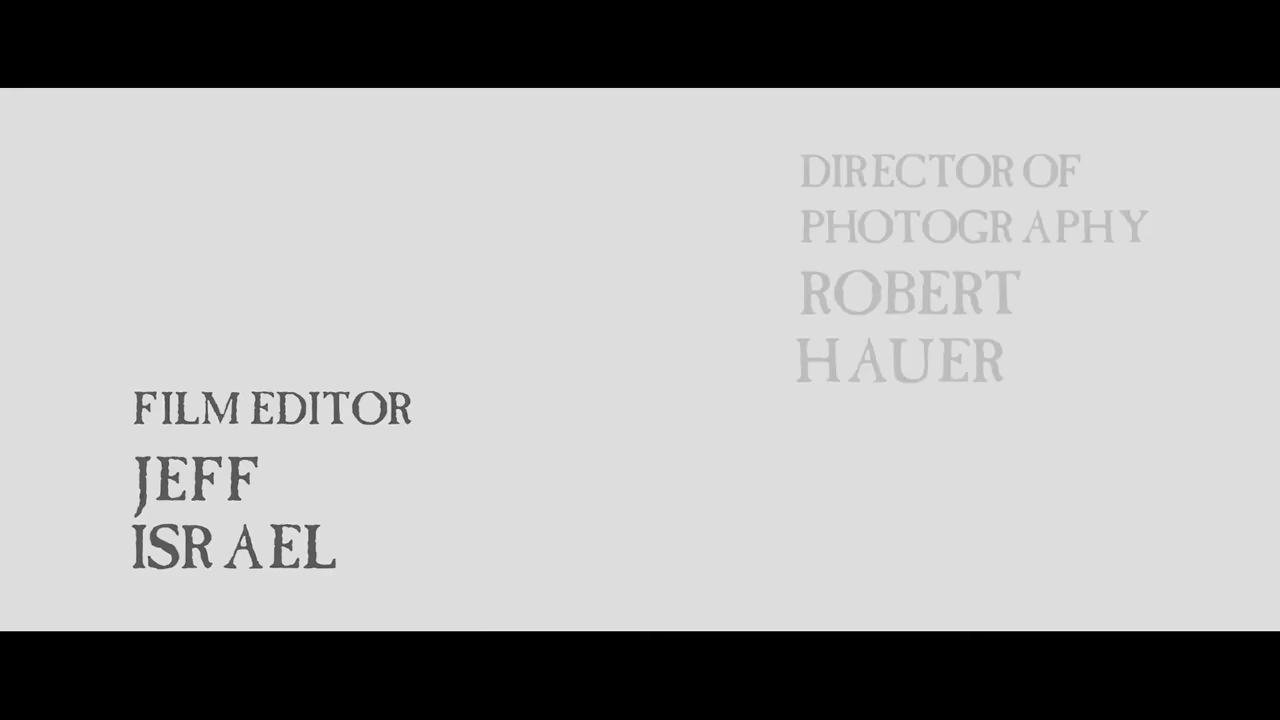 FILM EDITOR
JEFF
ISRAEL
DIRECTOR OF
PHOTOGRAPHY
ROBERT
HAUER